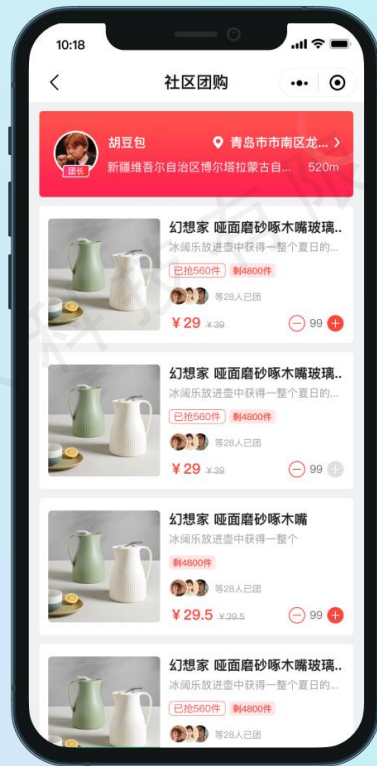 10:18
社区团购
胡豆包 青岛市市南区龙...
团长
新疆维吾尔自治区博尔塔拉蒙古自... 520m
幻想家 哑面磨砂啄木嘴玻璃..
冰阔乐放进壶中获得一整个夏日的...
已抢560件 剩4800件
等28人已团
￥29 ￥39 99
幻想家 哑面磨砂啄木嘴玻璃..
冰阔乐放进壶中获得一整个夏日的...
已抢560件 剩4800件
等28人已团
￥29 ￥39 99
幻想家 哑面磨砂啄木嘴
冰阔乐放进壶中获得一整个
剩4800件
等28人已团
￥29.5 ￥39.5 99
幻想家 哑面磨砂啄木嘴玻璃..
冰阔乐放进壶中获得一整个夏日的...
已抢560件 剩4800件
等28人已团
科技有限